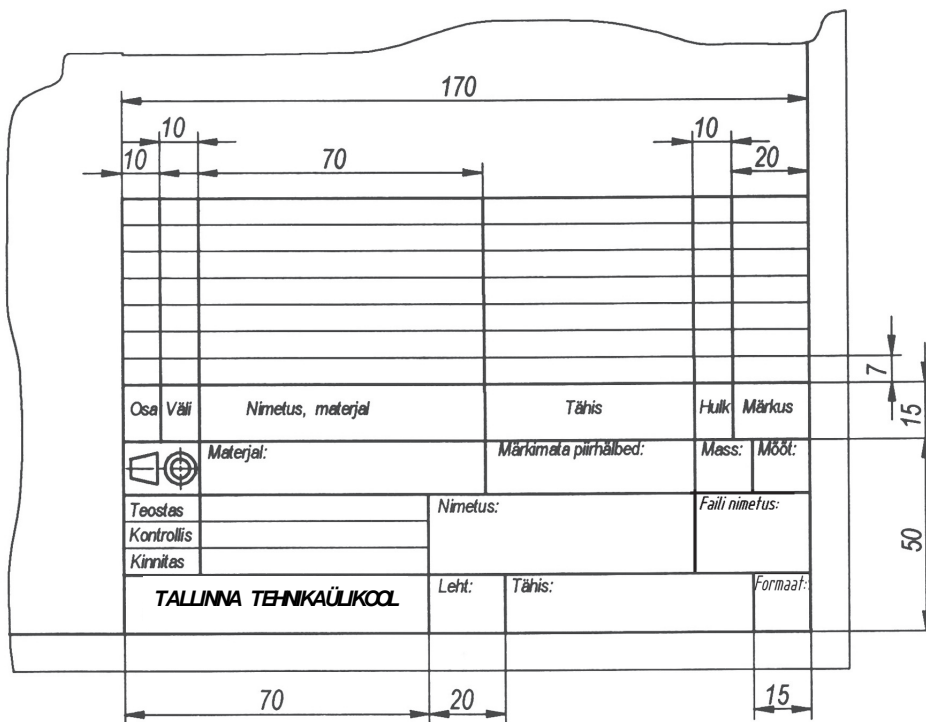 170
10 10
10 70 20
7
Osa Väli Nimetus, materjal Tähis Hulk Märkus
15
Materjal: Märkimata piirhälbed: Mass: Mõõt:
Teostas Nimetus: Faili nimetus:
Kontrollis
50
Kinnitas
TALLINNA TEHNIKAÜLIKOOL Leht: Tähis: Formaat:
70 20 15